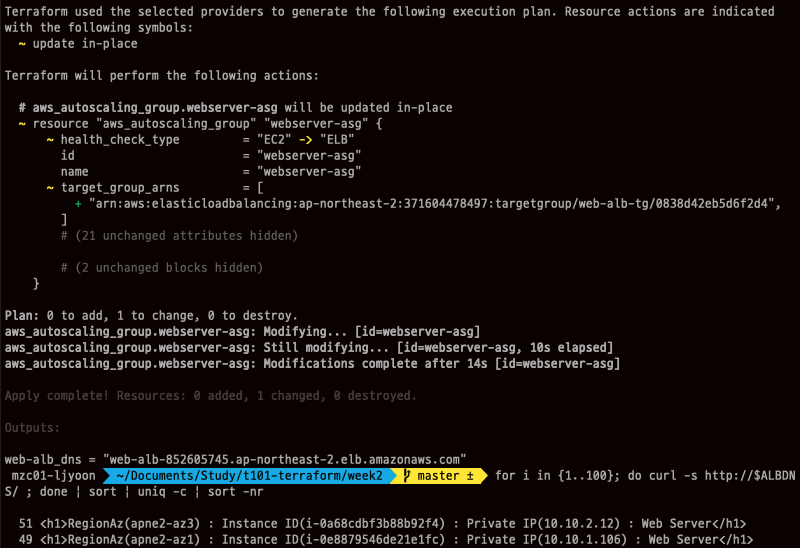 Terraform used the selected providers to generate the following execution plan. Resource actions are indicated
with the following symbols:
  ~ update in-place

Terraform will perform the following actions:

  # aws_autoscaling_group.webserver-asg will be updated in-place
  ~ resource "aws_autoscaling_group" "webserver-asg" {
      ~ health_check_type         = "EC2" -> "ELB"
        id                        = "webserver-asg"
        name                      = "webserver-asg"
      ~ target_group_arns         = [
          + "arn:aws:elasticloadbalancing:ap-northeast-2:371604478497:targetgroup/web-alb-tg/0838d42eb5d6f2d4",
        ]
        # (21 unchanged attributes hidden)

        # (2 unchanged blocks hidden)
    }

Plan: 0 to add, 1 to change, 0 to destroy.
aws_autoscaling_group.webserver-asg: Modifying... [id=webserver-asg]
aws_autoscaling_group.webserver-asg: Still modifying... [id=webserver-asg, 10s elapsed]
aws_autoscaling_group.webserver-asg: Modifications complete after 14s [id=webserver-asg]

Apply complete! Resources: 0 added, 1 changed, 0 destroyed.

Outputs:

web-alb_dns = "web-alb-852605745.ap-northeast-2.elb.amazonaws.com"
mzc01-ljyoon ~/Documents/Study/t101-terraform/week2 master ± for i in {1..100}; do curl -s http://$ALBDN
S/ ; done | sort | uniq -c | sort -nr

  51 <h1>RegionAz(apne2-az3) : Instance ID(i-0a68cdbf3b88b92f4) : Private IP(10.10.2.12) : Web Server</h1>
  49 <h1>RegionAz(apne2-az1) : Instance ID(i-0e8879546de21e1fc) : Private IP(10.10.1.106) : Web Server</h1>